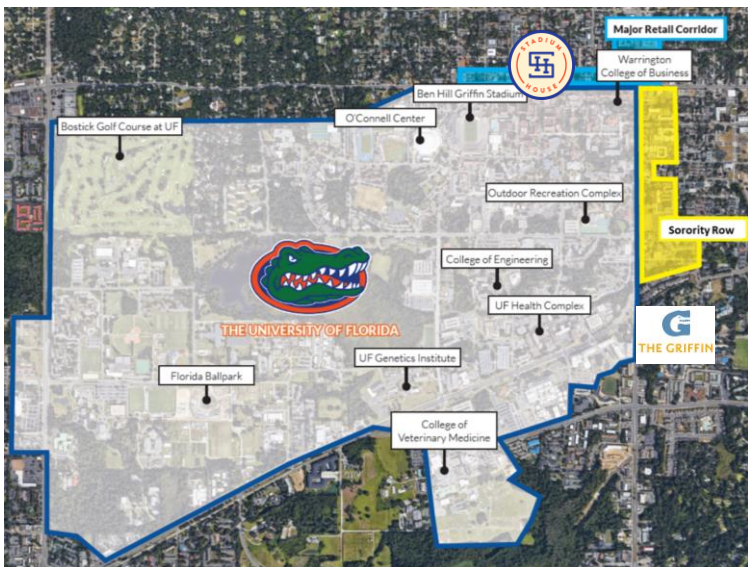 Major Retail Corridor
STADIUM
SH
HOUSE
Warrington
College of Business
Ben Hill Griffin Stadium
O'Connell Center
Bostick Golf Course at UF
Outdoor Recreation Complex
Sorority Row
College of Engineering
UF Health Complex
THE UNIVERSITY OF FLORIDA
G
THE GRIFFIN
UF Genetics Institute
Florida Ballpark
College of
Veterinary Medicine